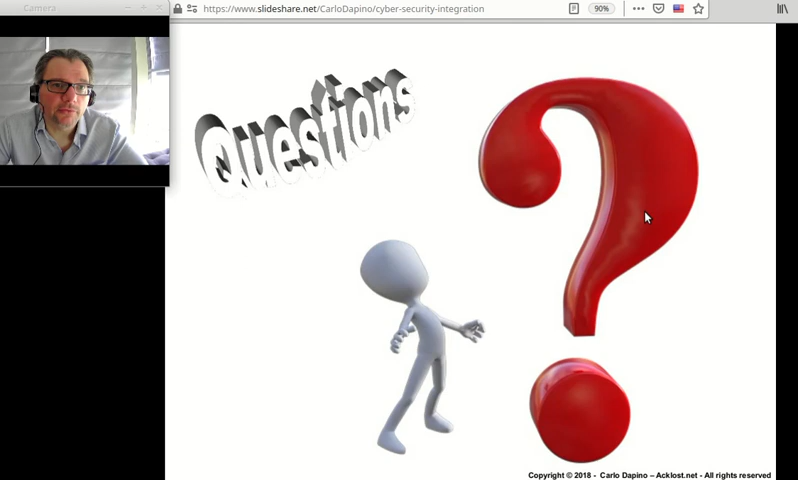 Camera
https://www.slideshare.net/CarloDapino/cyber-security-integration
90%
Questions
?
Copyright © 2018 - Carlo Dapino – Acklost.net - All rights reserved